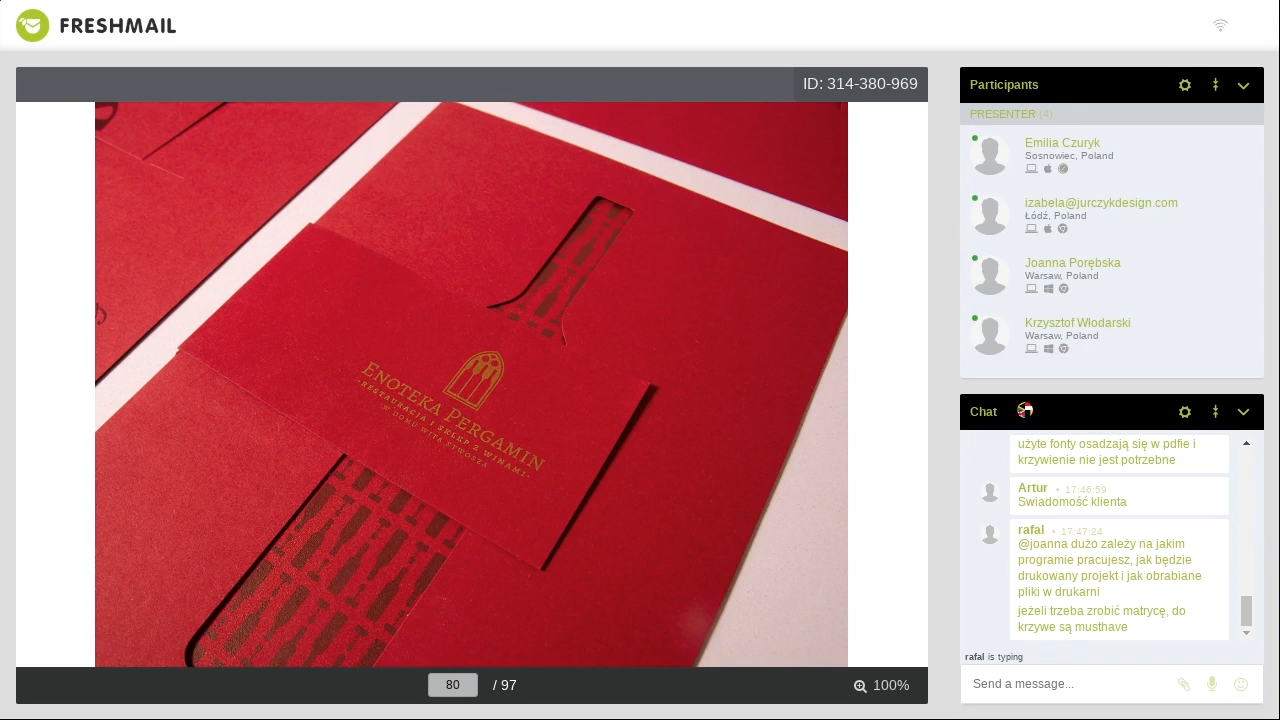 FRESHMAIL
ID: 314-380-969
ENOTEKA PERGAMIN
-RESTAURACJA I SKLEP Z WINAMI-
-W DOMU WITA STWOSZA-
80 / 97
100%
Participants
PRESENTER (4)
Emilia Czuryk
Sosnowiec, Poland
izabela@jurczykdesign.com
Łódź, Poland
Joanna Porębska
Warsaw, Poland
Krzysztof Włodarski
Warsaw, Poland
Chat
użyte fonty osadzają się w pdfie i
krzywienie nie jest potrzebne
Artur • 17:46:59
Swiadomość klienta
rafal • 17:47:24
@joanna dużo zależy na jakim
programie pracujesz, jak będzie
drukowany projekt i jak obrabiane
pliki w drukarni
jeżeli trzeba zrobić matrycę, do
krzywe są musthave
rafal is typing
Send a message...